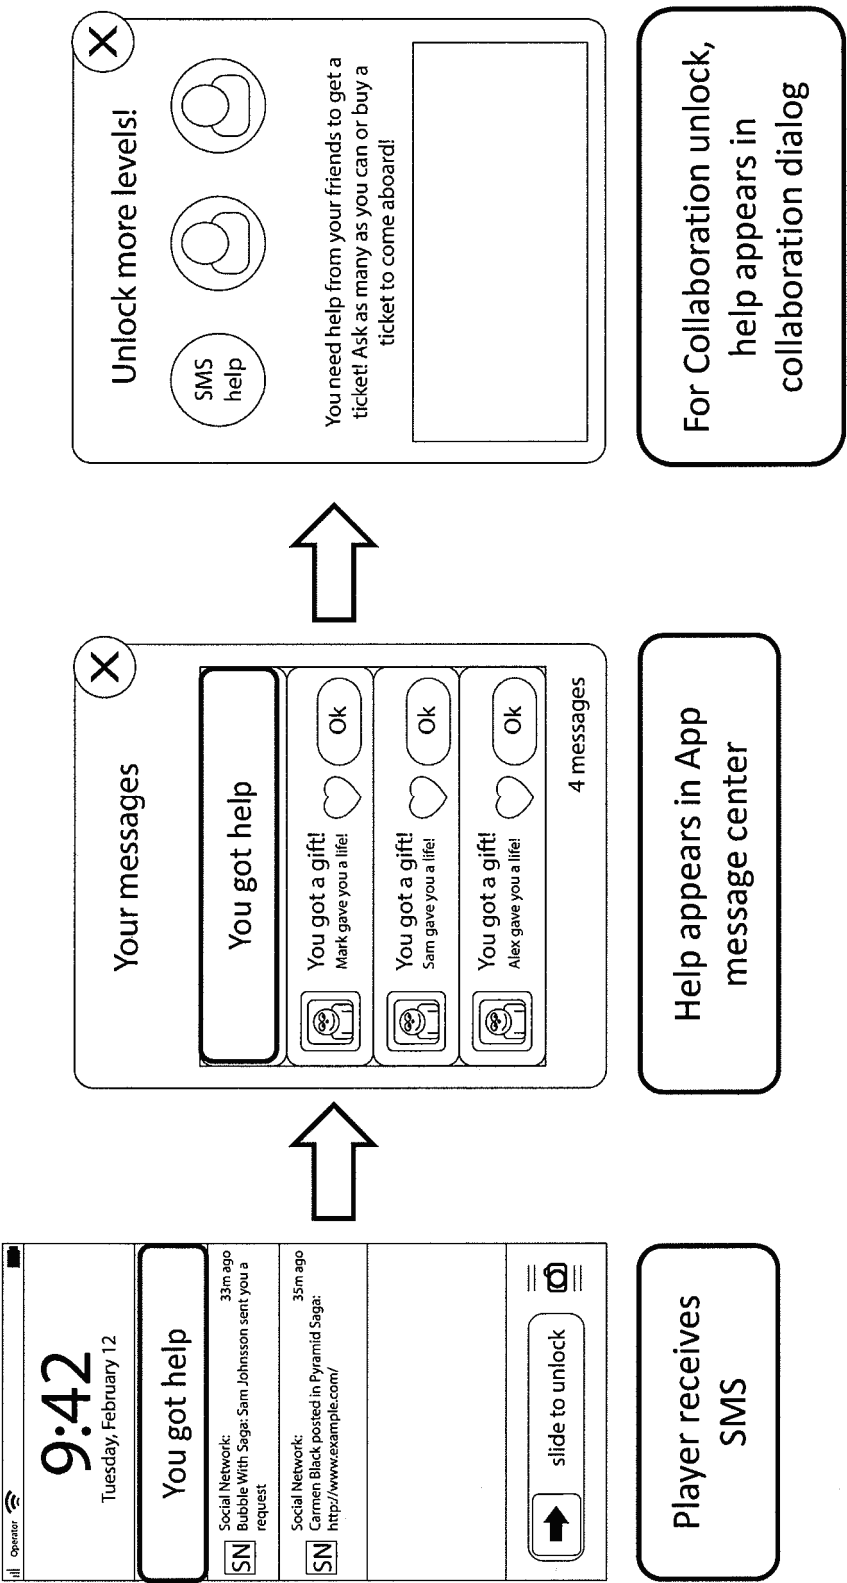 Operator
9:42
Tuesday, February 12
You got help
SN
Social Network: 33m ago
Bubble With Saga: Sam Johnsson sent you a
request
SN
Social Network: 35m ago
Carmen Black posted in Pyramid Saga:
http://www.example.com/
slide to unlock
Player receives
SMS
X
Your messages
You got help
You got a gift!
Mark gave you a life!
Ok
You got a gift!
Sam gave you a life!
Ok
You got a gift!
Alex gave you a life!
Ok
4 messages
Help appears in App
message center
X
Unlock more levels!
SMS
help
You need help from your friends to get a
ticket! Ask as many as you can or buy a
ticket to come aboard!
For Collaboration unlock,
help appears in
collaboration dialog